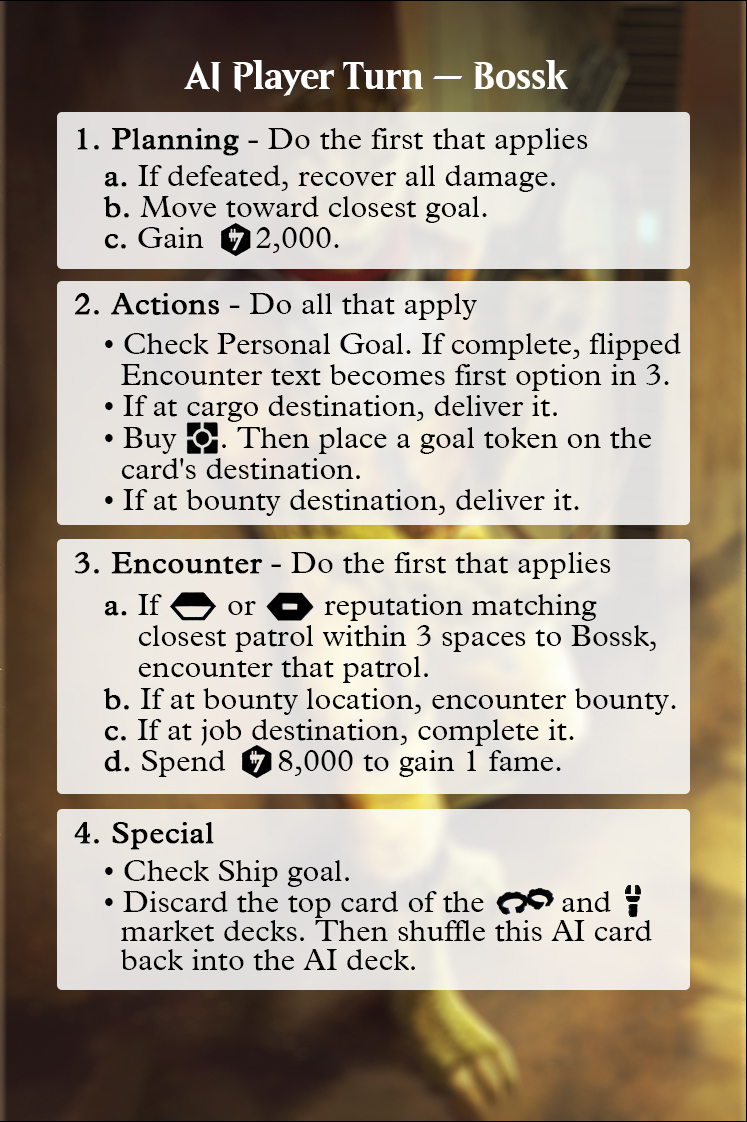 AI Player Turn — Bossk
1. Planning - Do the first that applies
a. If defeated, recover all damage.
b. Move toward closest goal.
c. Gain 2,000.
2. Actions - Do all that apply
• Check Personal Goal. If complete, flipped
Encounter text becomes first option in 3.
• If at cargo destination, deliver it.
• Buy . Then place a goal token on the
card's destination.
• If at bounty destination, deliver it.
3. Encounter - Do the first that applies
a. If or reputation matching
closest patrol within 3 spaces to Bossk,
encounter that patrol.
b. If at bounty location, encounter bounty.
c. If at job destination, complete it.
d. Spend 8,000 to gain 1 fame.
4. Special
• Check Ship goal.
• Discard the top card of the and
market decks. Then shuffle this AI card
back into the AI deck.